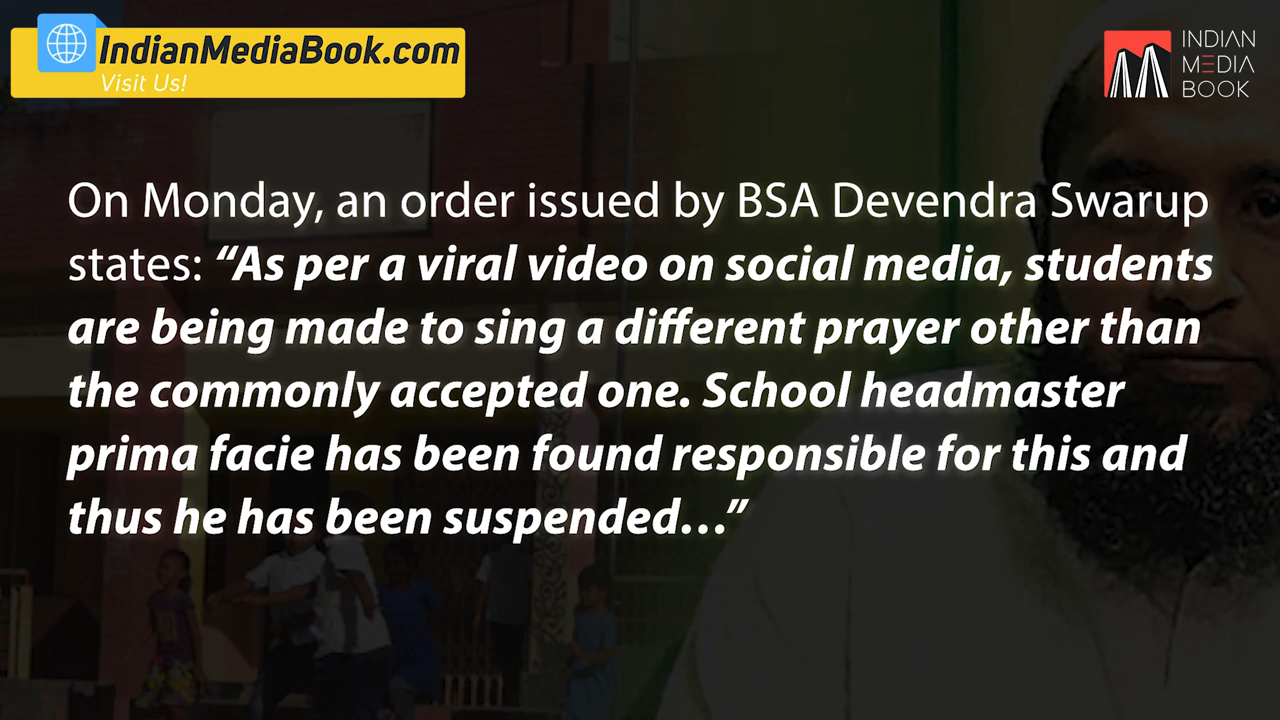 IndianMediaBook.com
Visit Us!
INDIAN
MEDIA
BOOK
On Monday, an order issued by BSA Devendra Swarup
states: “As per a viral video on social media, students
are being made to sing a different prayer other than
the commonly accepted one. School headmaster
prima facie has been found responsible for this and
thus he has been suspended…”